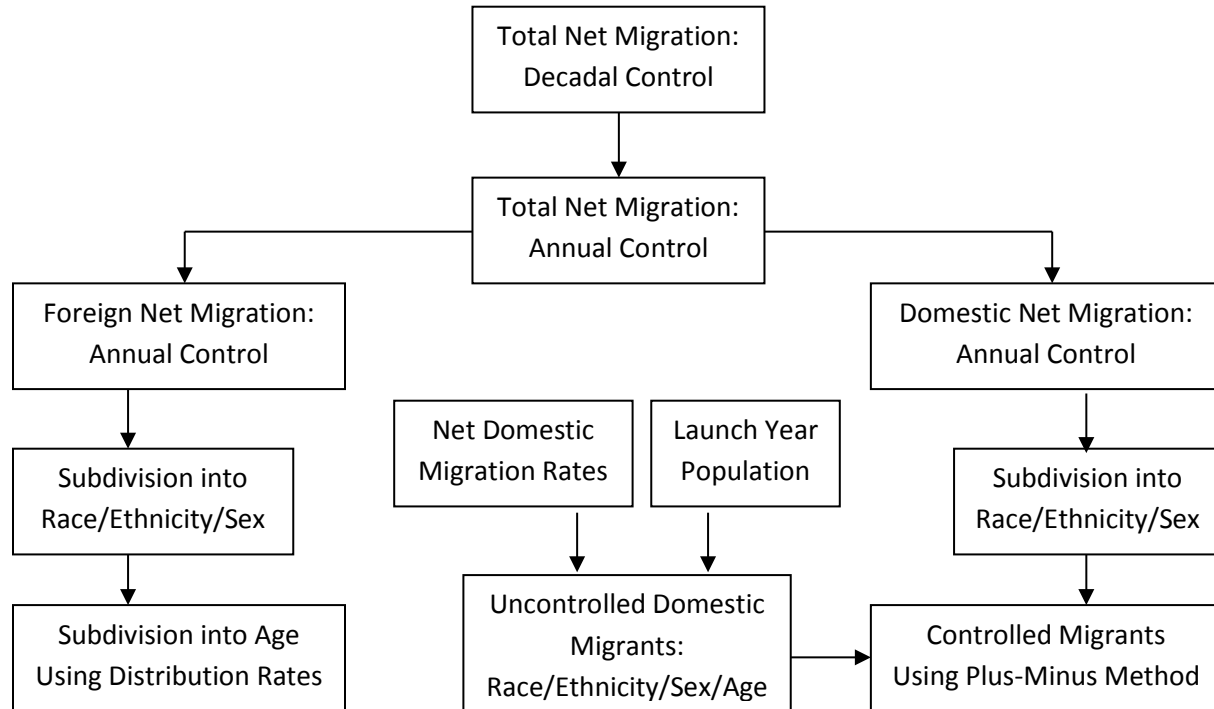 Total Net Migration:
Decadal Control
Total Net Migration:
Annual Control
Foreign Net Migration:
Annual Control
Domestic Net Migration:
Annual Control
Net Domestic
Migration Rates
Launch Year
Population
Subdivision into
Race/Ethnicity/Sex
Subdivision into
Race/Ethnicity/Sex
Subdivision into Age
Using Distribution Rates
Uncontrolled Domestic
Migrants:
Race/Ethnicity/Sex/Age
Controlled Migrants
Using Plus-Minus Method